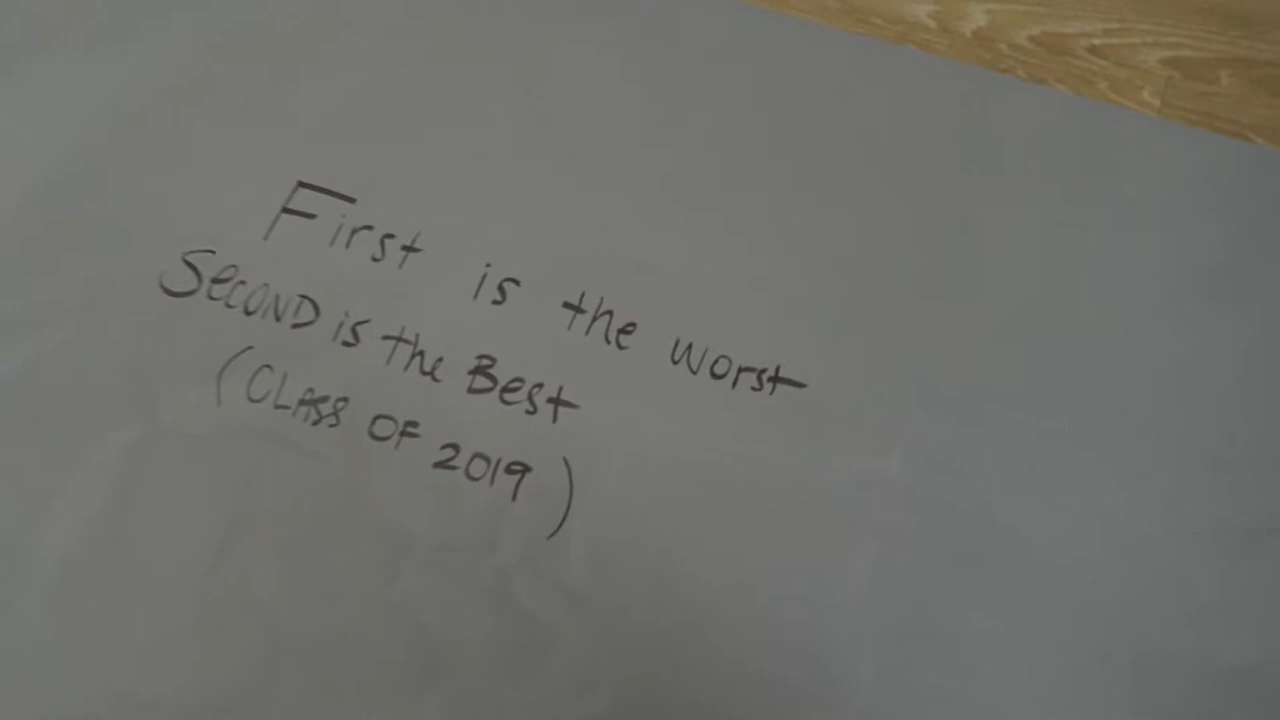 First is the worst
SECOND is the Best
(CLASS OF 2019)